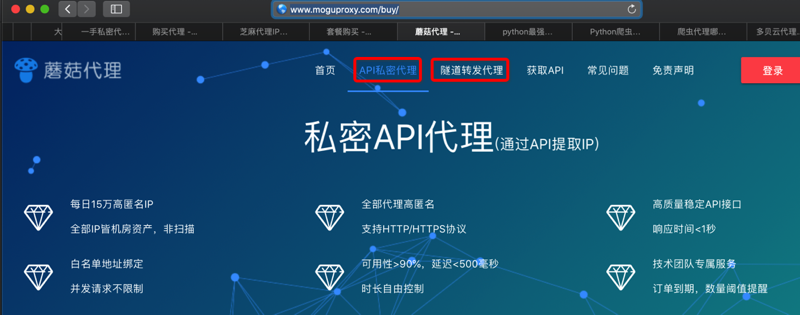 www.moguproxy.com/buy/
大
一手私密代...
购买代理 -...
芝麻代理IP...
套餐购买 -...
蘑菇代理 -...
python最强...
Python爬虫...
爬虫代理哪...
多贝云代理...
蘑菇代理
首页
API私密代理
隧道转发代理
获取API
常见问题
免责声明
登录
私密API代理(通过API提取IP)
每日15万高匿名IP
全部IP皆机房资产，非扫描
全部代理高匿名
支持HTTP/HTTPS协议
高质量稳定API接口
响应时间<1秒
白名单地址绑定
并发请求不限制
可用性>90%，延迟<500毫秒
时长自由控制
技术团队专属服务
订单到期，数量阈值提醒